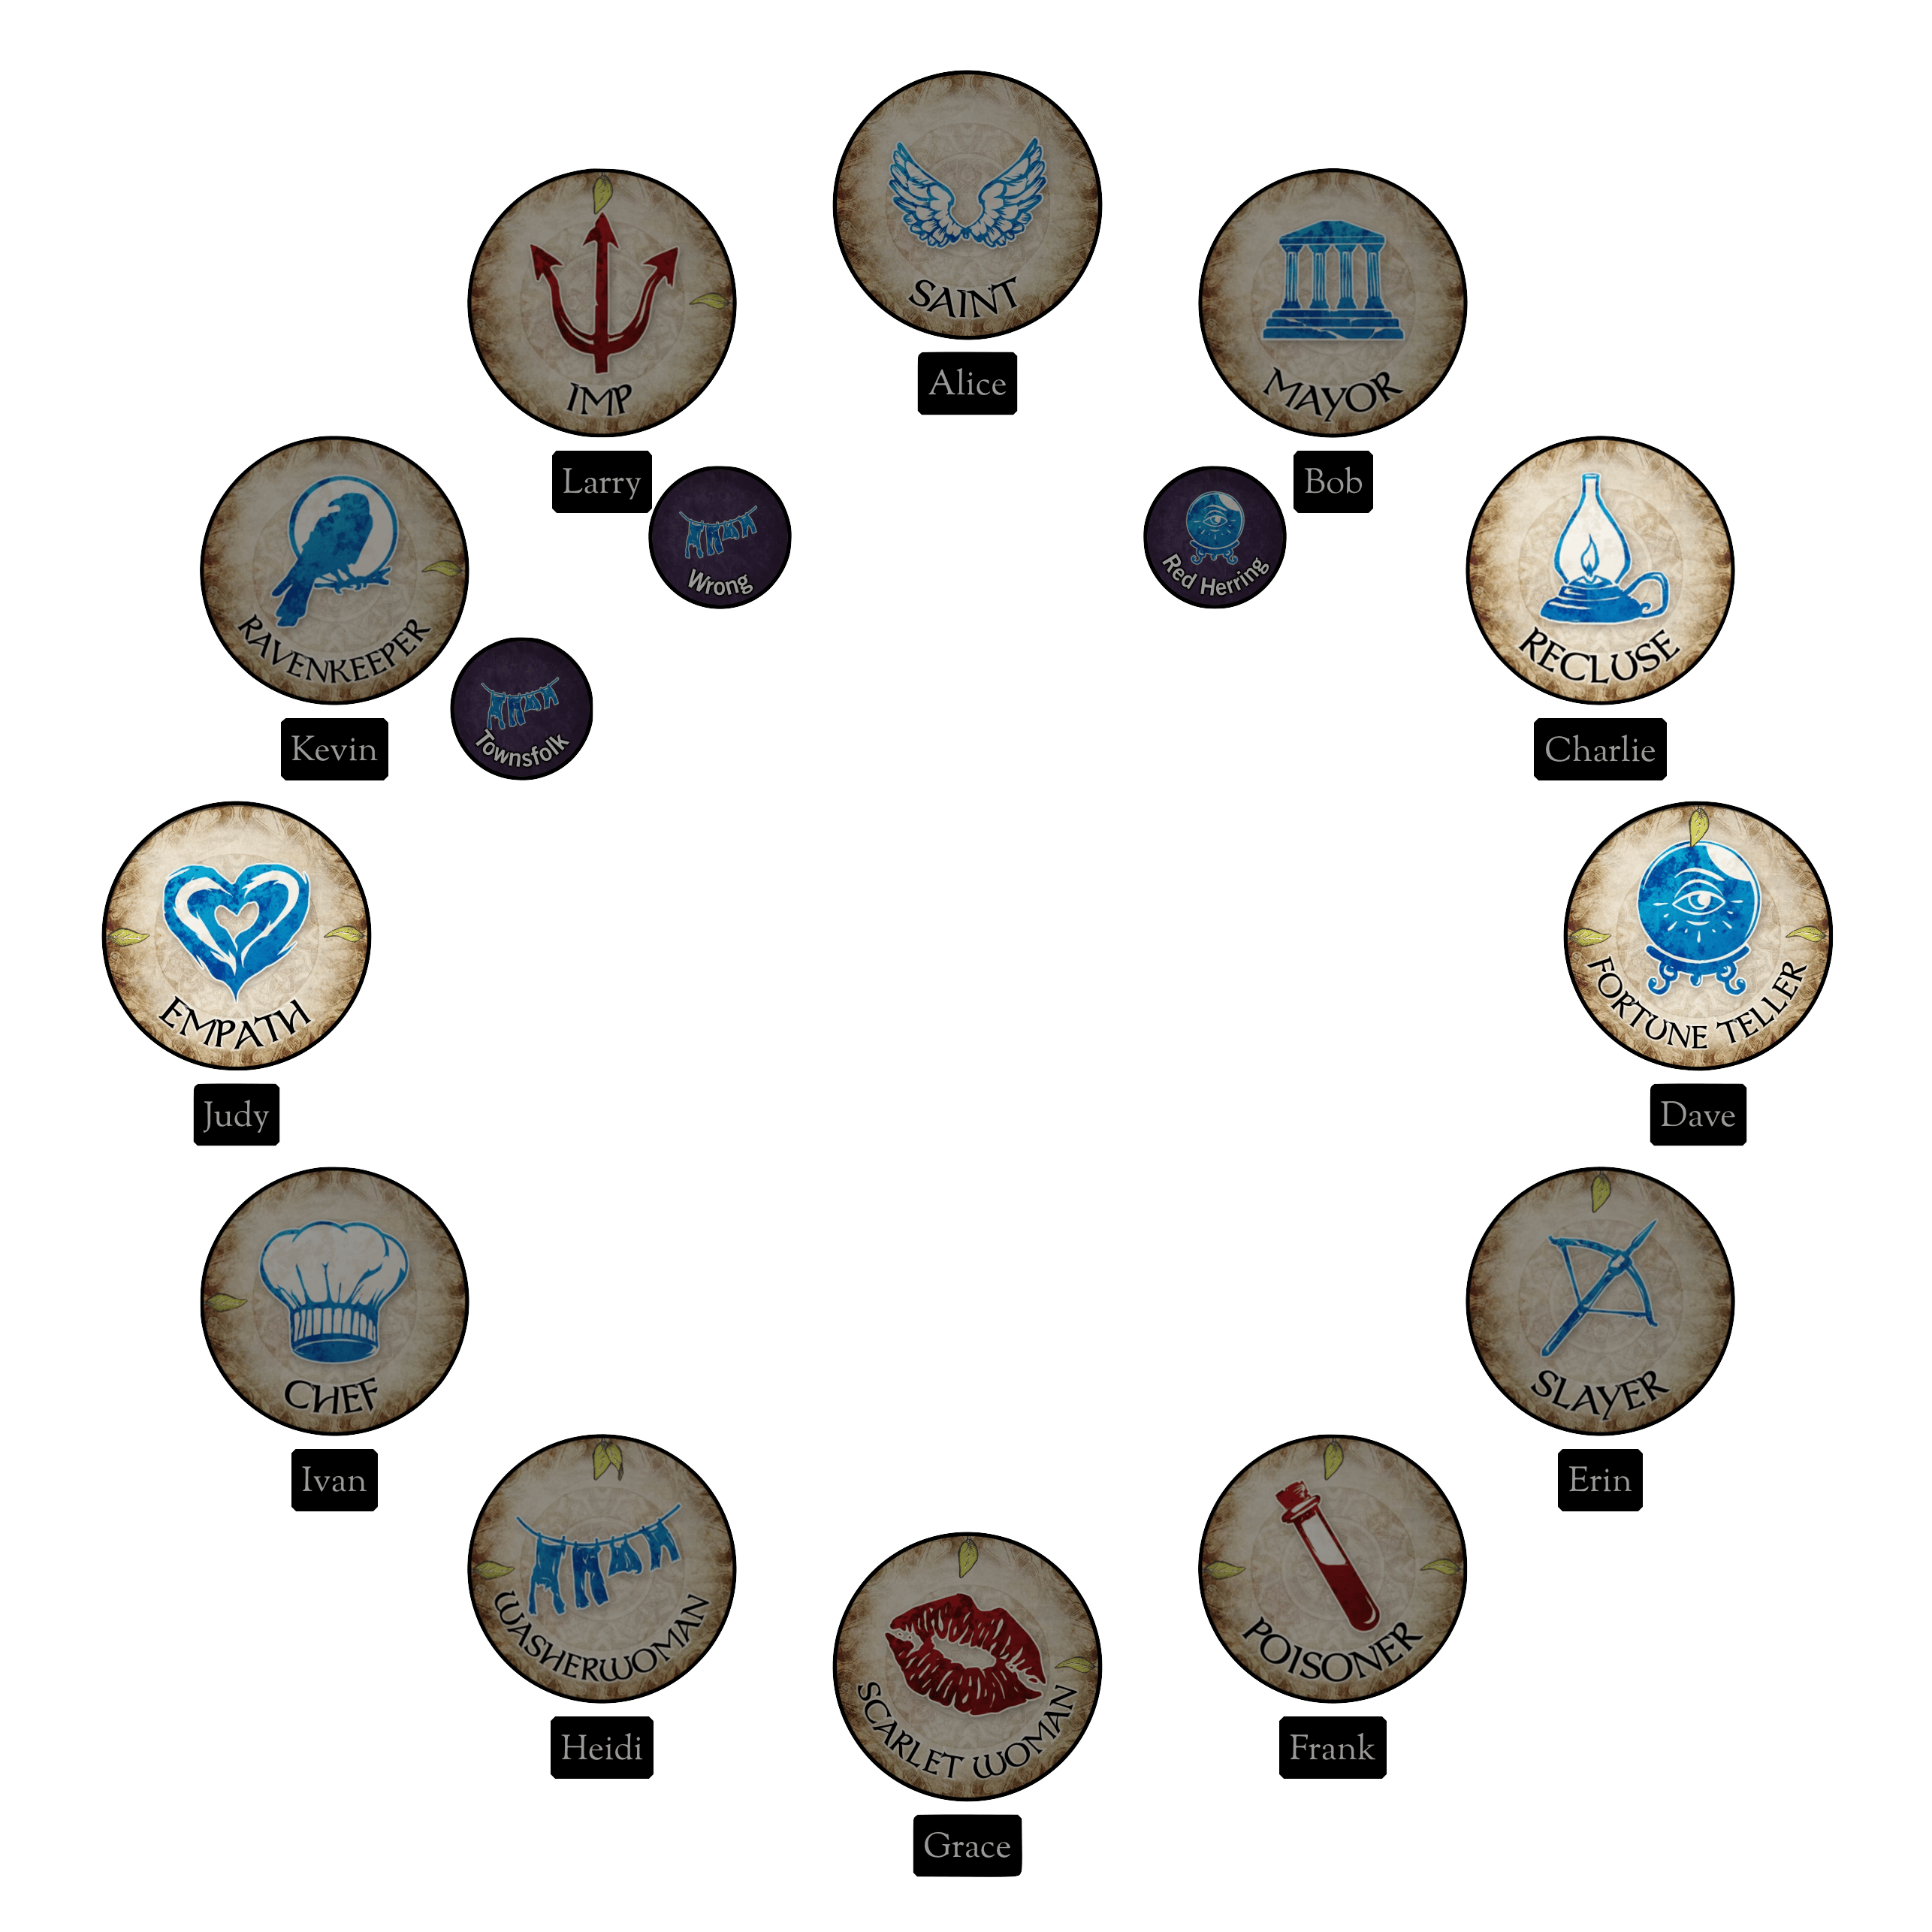 SAINT
Alice
MAYOR
Bob
Red Herring
RECLUSE
Charlie
FORTUNE TELLER
Dave
SLAYER
Erin
POISONER
Frank
SCARLET WOMAN
Grace
WASHERWOMAN
Heidi
CHEF
Ivan
EMPATH
Judy
RAVENKEEPER
Kevin
Townsfolk
IMP
Larry
Wrong